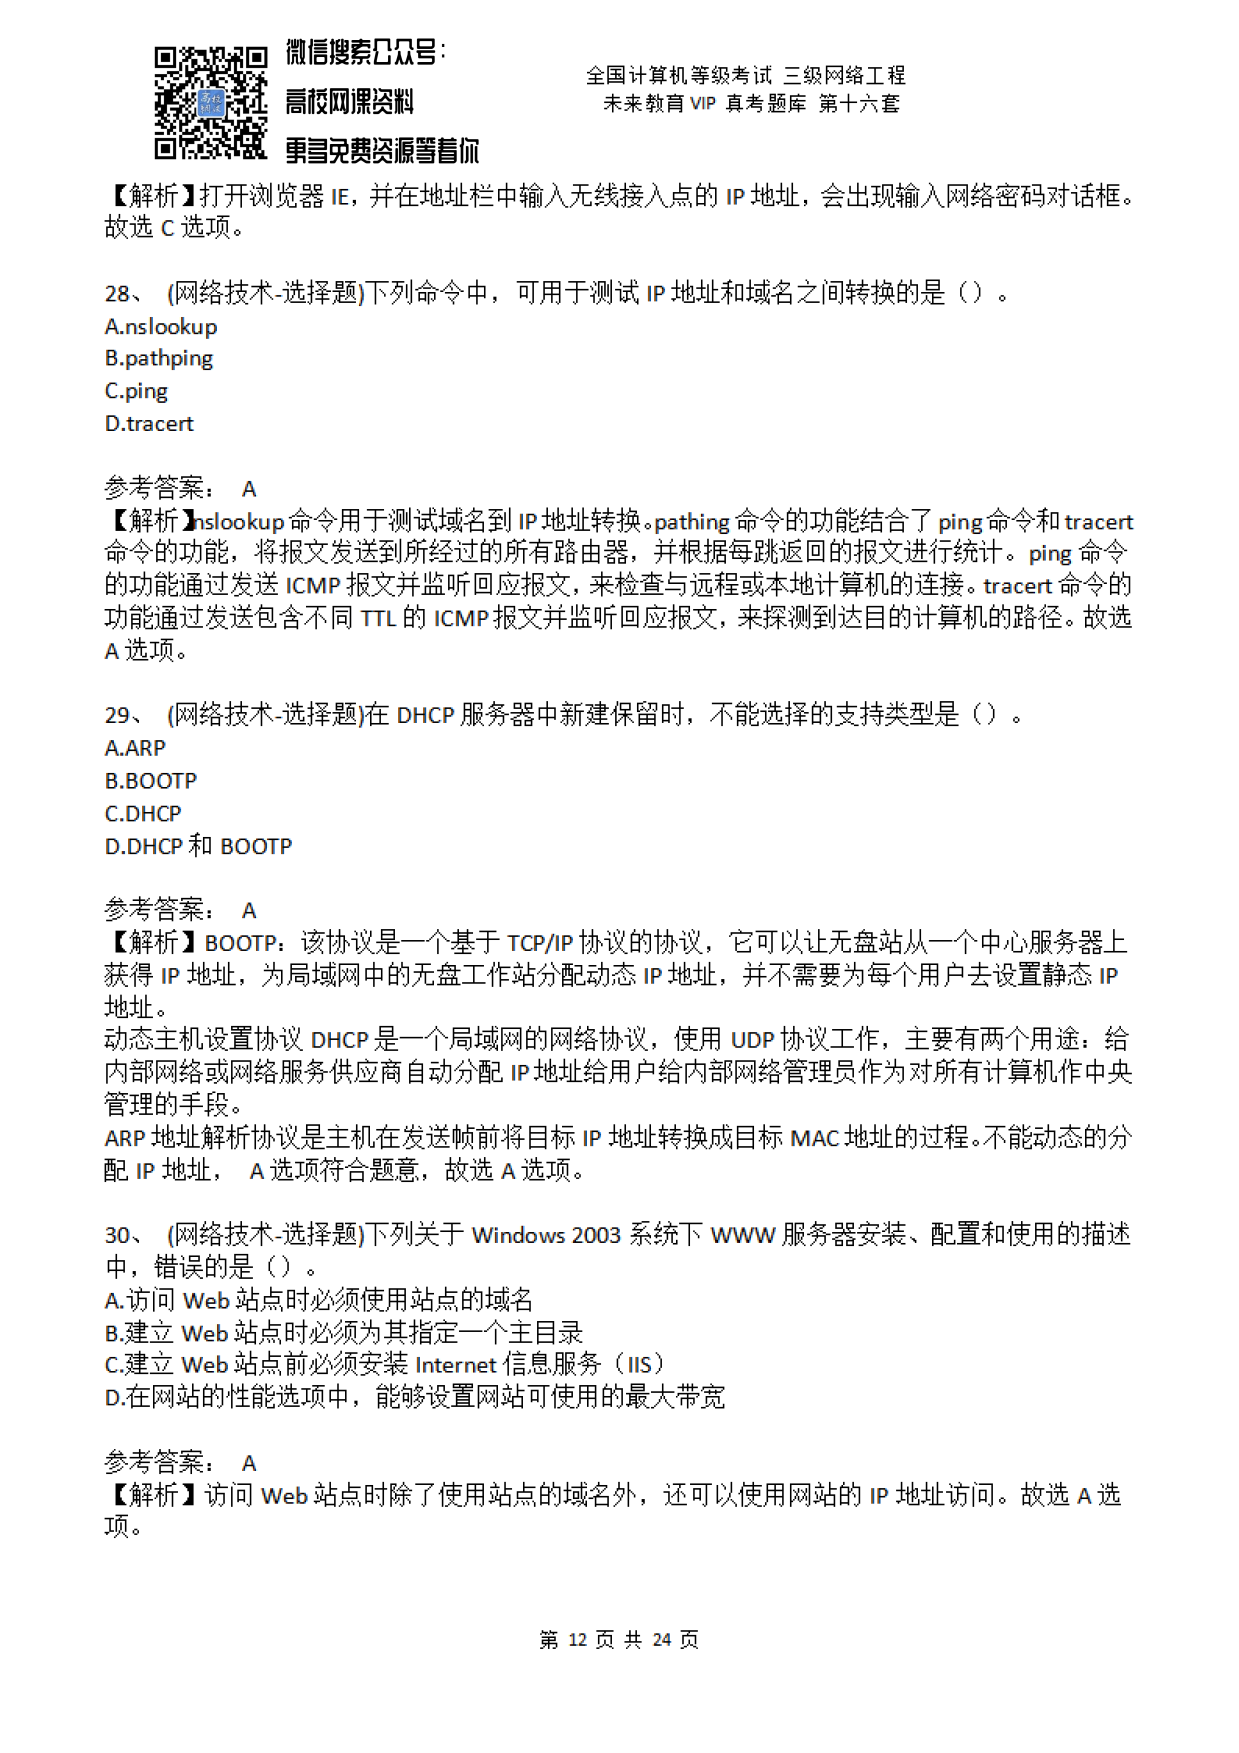 微信搜索公众号：
高校网课资料
更多免费资源等着你
全国计算机等级考试 三级网络工程
未来教育 VIP 真考题库 第十六套
【解析】打开浏览器 IE，并在地址栏中输入无线接入点的 IP 地址，会出现输入网络密码对话框。
故选 C 选项。
28、 (网络技术-选择题)下列命令中，可用于测试 IP 地址和域名之间转换的是（）。
A.nslookup
B.pathping
C.ping
D.tracert
参考答案： A
【解析】nslookup 命令用于测试域名到 IP 地址转换。pathing 命令的功能结合了 ping 命令和 tracert
命令的功能，将报文发送到所经过的所有路由器，并根据每跳返回的报文进行统计。ping 命令
的功能通过发送 ICMP 报文并监听回应报文，来检查与远程或本地计算机的连接。tracert 命令的
功能通过发送包含不同 TTL 的 ICMP 报文并监听回应报文，来探测到达目的计算机的路径。故选
A 选项。
29、 (网络技术-选择题)在 DHCP 服务器中新建保留时，不能选择的支持类型是（）。
A.ARP
B.BOOTP
C.DHCP
D.DHCP 和 BOOTP
参考答案： A
【解析】BOOTP：该协议是一个基于 TCP/IP 协议的协议，它可以让无盘站从一个中心服务器上
获得 IP 地址，为局域网中的无盘工作站分配动态 IP 地址，并不需要为每个用户去设置静态 IP
地址。
动态主机设置协议 DHCP 是一个局域网的网络协议，使用 UDP 协议工作，主要有两个用途：给
内部网络或网络服务供应商自动分配 IP 地址给用户给内部网络管理员作为对所有计算机作中央
管理的手段。
ARP 地址解析协议是主机在发送帧前将目标 IP 地址转换成目标 MAC 地址的过程。不能动态的分
配 IP 地址， A 选项符合题意，故选 A 选项。
30、 (网络技术-选择题)下列关于 Windows 2003 系统下 WWW 服务器安装、配置和使用的描述
中，错误的是（）。
A.访问 Web 站点时必须使用站点的域名
B.建立 Web 站点时必须为其指定一个主目录
C.建立 Web 站点前必须安装 Internet 信息服务（IIS）
D.在网站的性能选项中，能够设置网站可使用的最大带宽
参考答案： A
【解析】访问 Web 站点时除了使用站点的域名外，还可以使用网站的 IP 地址访问。故选 A 选
项。
第 12 页 共 24 页